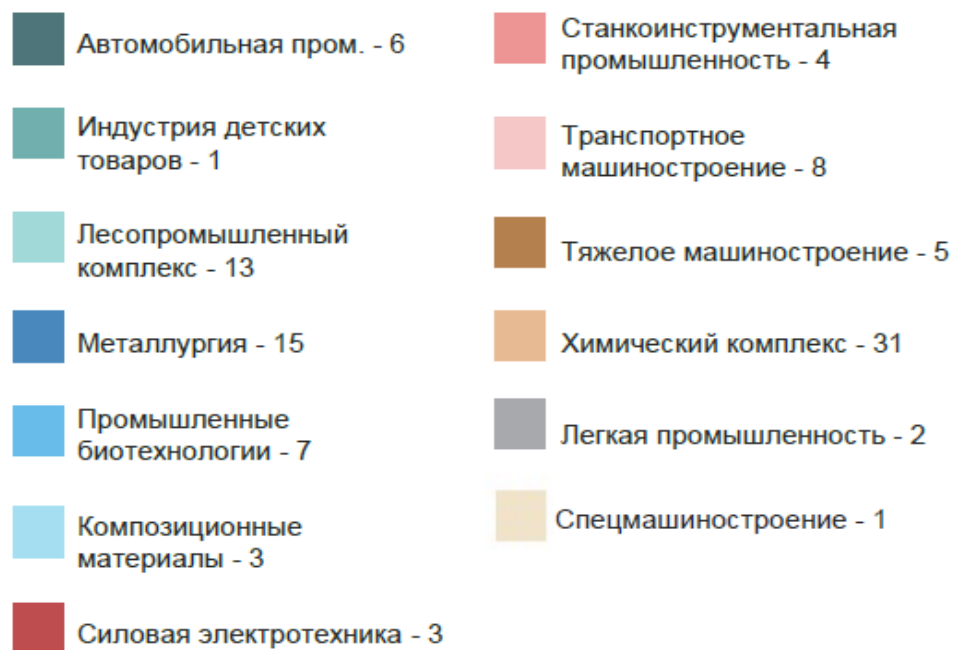 Автомобильная пром. - 6
Индустрия детских
товаров - 1
Лесопромышленный
комплекс - 13
Металлургия - 15
Промышленные
биотехнологии - 7
Композиционные
материалы - 3
Силовая электротехника - 3
Станкоинструментальная
промышленность - 4
Транспортное
машиностроение - 8
Тяжелое машиностроение - 5
Химический комплекс - 31
Легкая промышленность - 2
Спецмашиностроение - 1